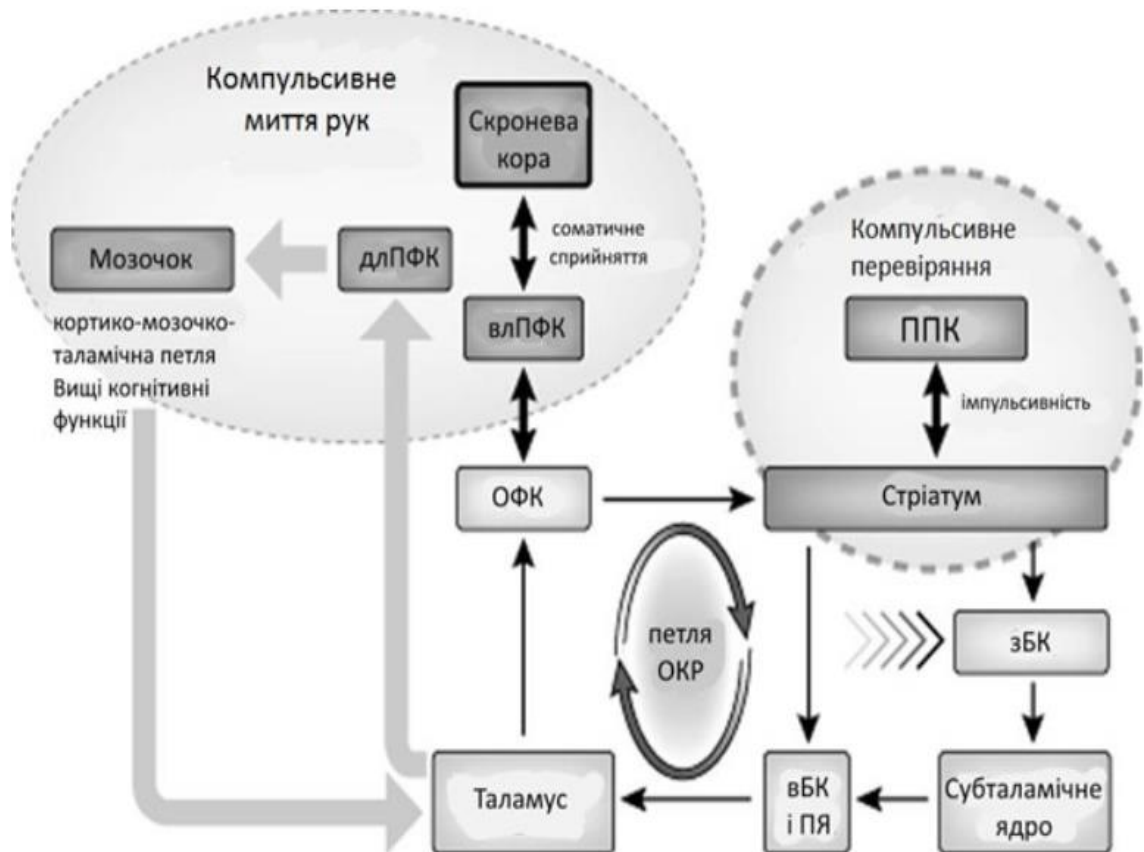 Компульсивне
миття рук
Скронева
кора
соматичне
сприйняття
Мозочок
длПФК
влПФК
кортико-мозочко-
таламічна петля
Вищі когнітивні
функції
Компульсивне
перевіряння
ППК
імпульсивність
ОФК
Стріатум
петля
ОКР
зБК
Таламус
вБК
і ПЯ
Субталамічне
ядро